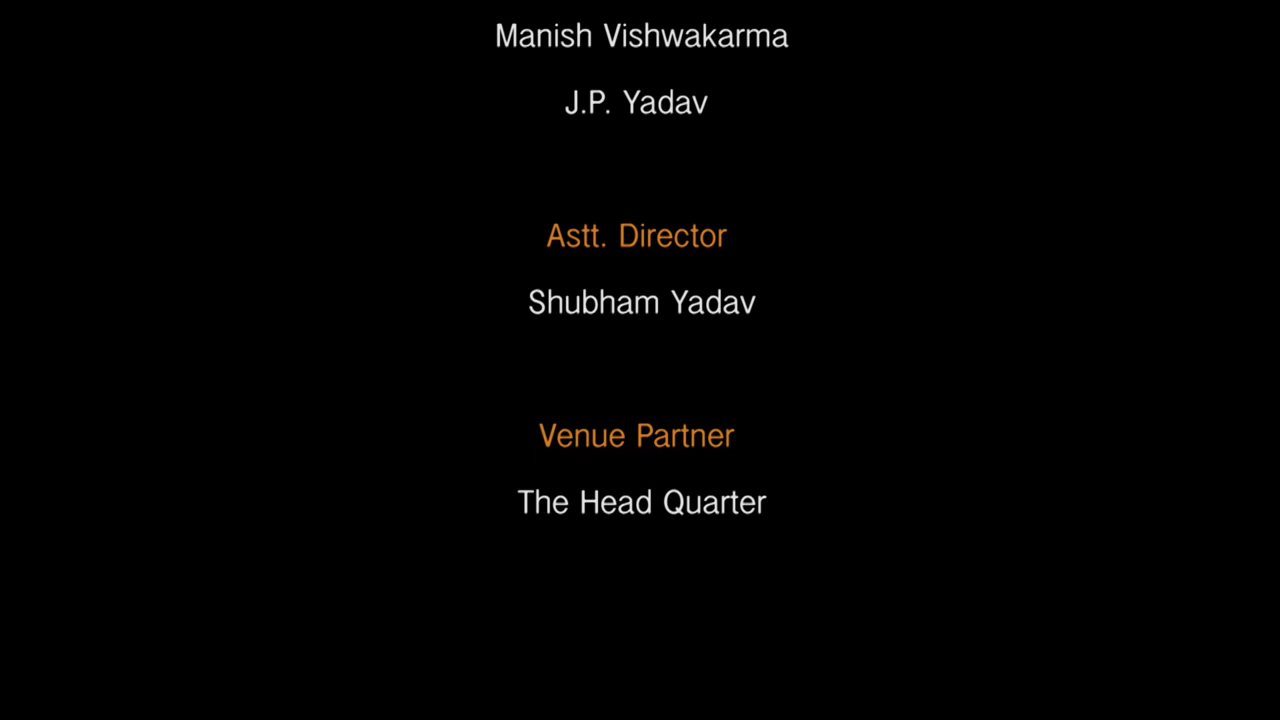 Manish Vishwakarma
J.P. Yadav
Astt. Director
Shubham Yadav
Venue Partner
The Head Quarter